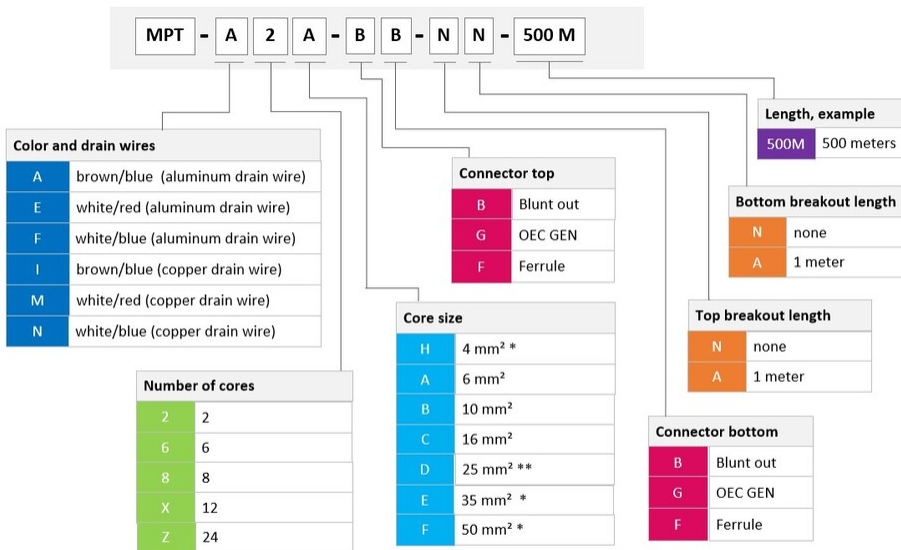 MPT - A 2 A - B B - N N - 500 M
Color and drain wires
A brown/blue (aluminum drain wire)
E white/red (aluminum drain wire)
F white/blue (aluminum drain wire)
I brown/blue (copper drain wire)
M white/red (copper drain wire)
N white/blue (copper drain wire)
Number of cores
2 2
6 6
8 8
X 12
Z 24
Connector top
B Blunt out
G OEC GEN
F Ferrule
Core size
H 4 mm² *
A 6 mm²
B 10 mm²
C 16 mm²
D 25 mm² **
E 35 mm² *
F 50 mm² *
Length, example
500M 500 meters
Bottom breakout length
N none
A 1 meter
Top breakout length
N none
A 1 meter
Connector bottom
B Blunt out
G OEC GEN
F Ferrule